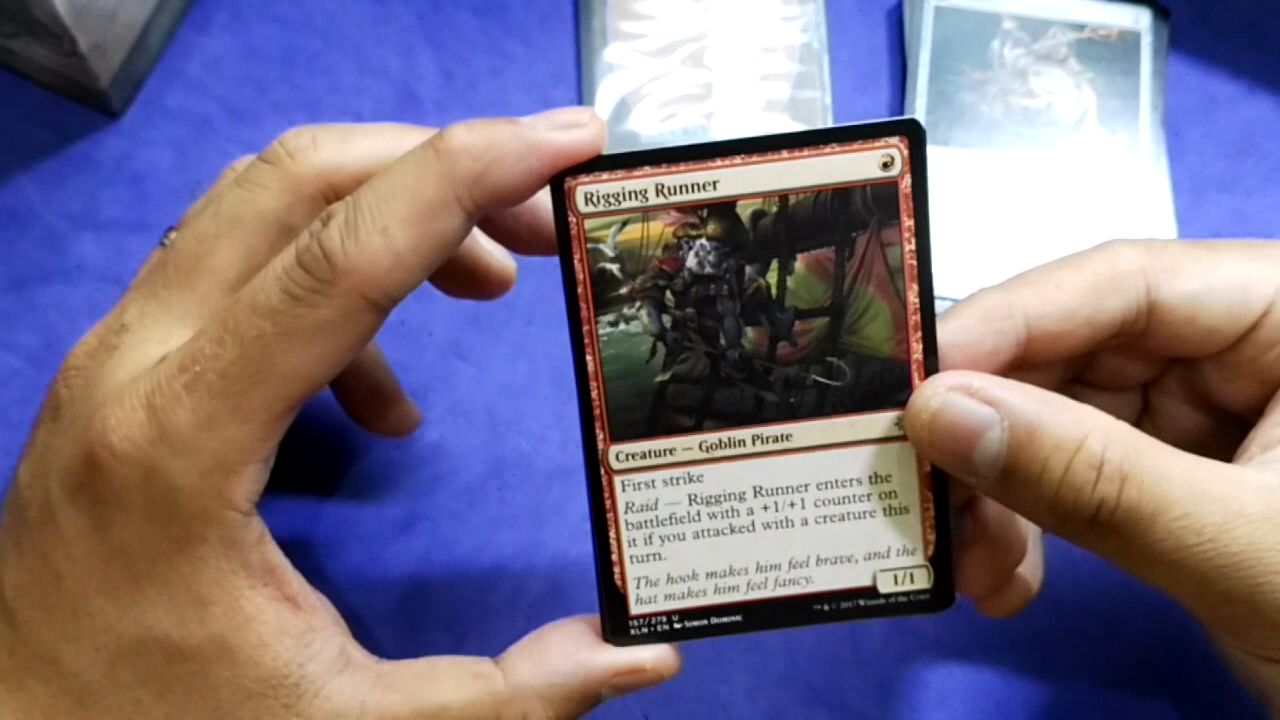 Rigging Runner
Creature — Goblin Pirate
First strike
Raid — Rigging Runner enters the
battlefield with a +1/+1 counter on
it if you attacked with a creature this
turn.
The hook makes him feel brave, and the
hat makes him feel fancy.
1/1
157/279 U
XLN • EN Simon Dominic
™ & © 2017 Wizards of the Coast